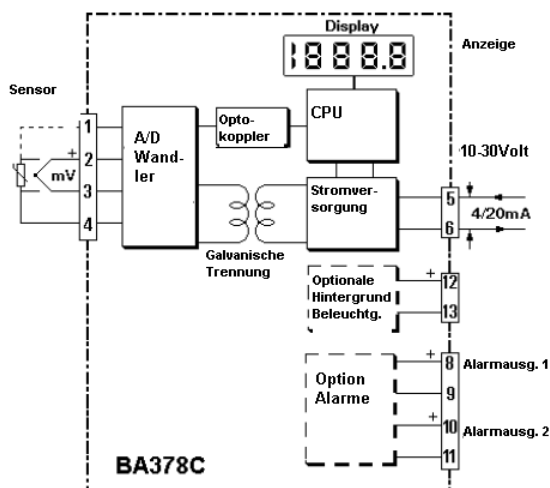 Display
18888.8
Anzeige
Sensor
1
2
3
4
+
mV
A/D
Wand-
ler
Opto-
koppler
CPU
Stromver-
sorgung
Galvanische
Trennung
10-30Volt
5
4/20mA
6
Optionale
Hintergrund
Beleuchtg.
+
12
13
Option
Alarme
+
8
Alarmausg. 1
9
+
10
Alarmausg. 2
11
BA378C